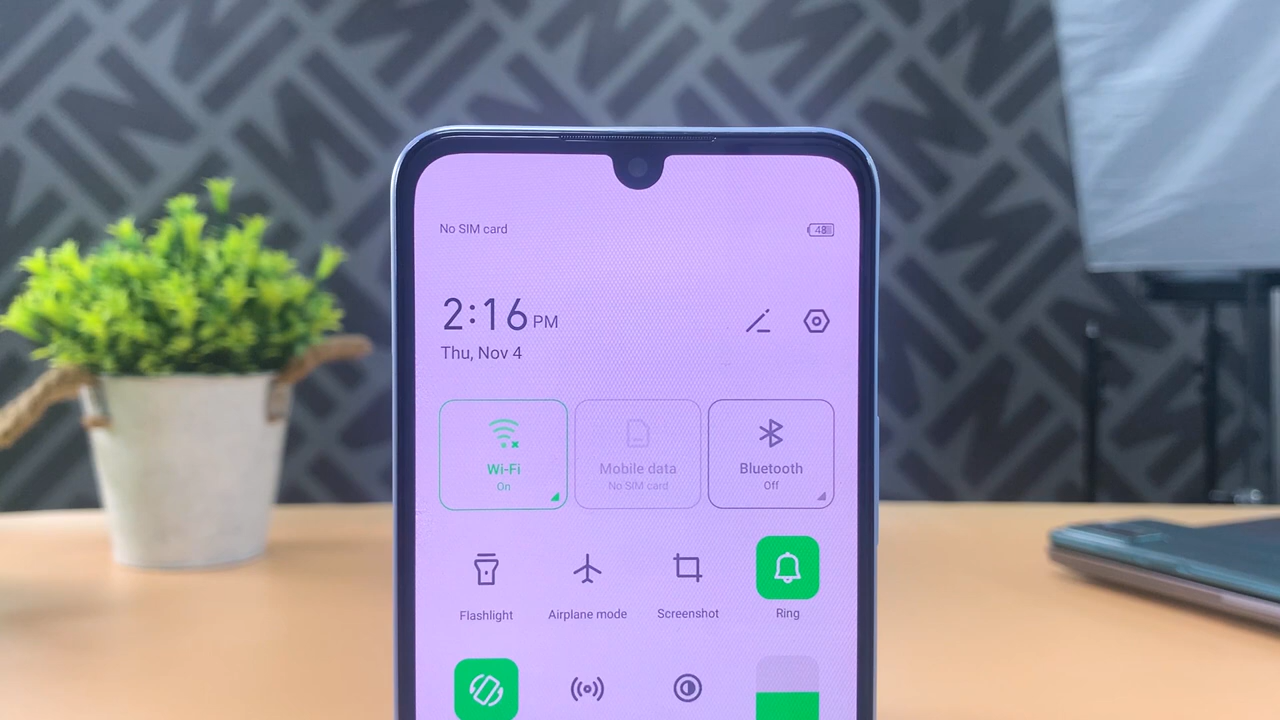 No SIM card
48
2:16 PM
Thu, Nov 4
Wi-Fi
On
Mobile data
No SIM card
Bluetooth
Off
Flashlight
Airplane mode
Screenshot
Ring